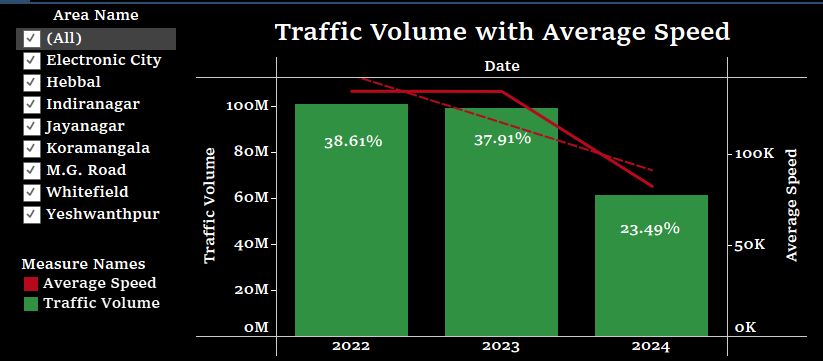 Area Name
(All)
Electronic City
Hebbal
Indiranagar
Jayanagar
Koramangala
M.G. Road
Whitefield
Yeshwanthpur
Measure Names
Average Speed
Traffic Volume
Traffic Volume with Average Speed
Date
Traffic Volume
100M
80M
60M
40M
20M
0M
38.61%
37.91%
23.49%
100K
50K
0K
Average Speed
2022
2023
2024